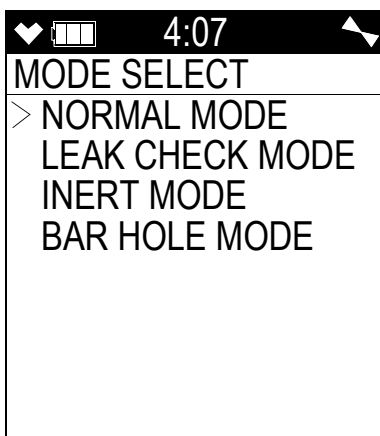 4:07
MODE SELECT
> NORMAL MODE
LEAK CHECK MODE
INERT MODE
BAR HOLE MODE